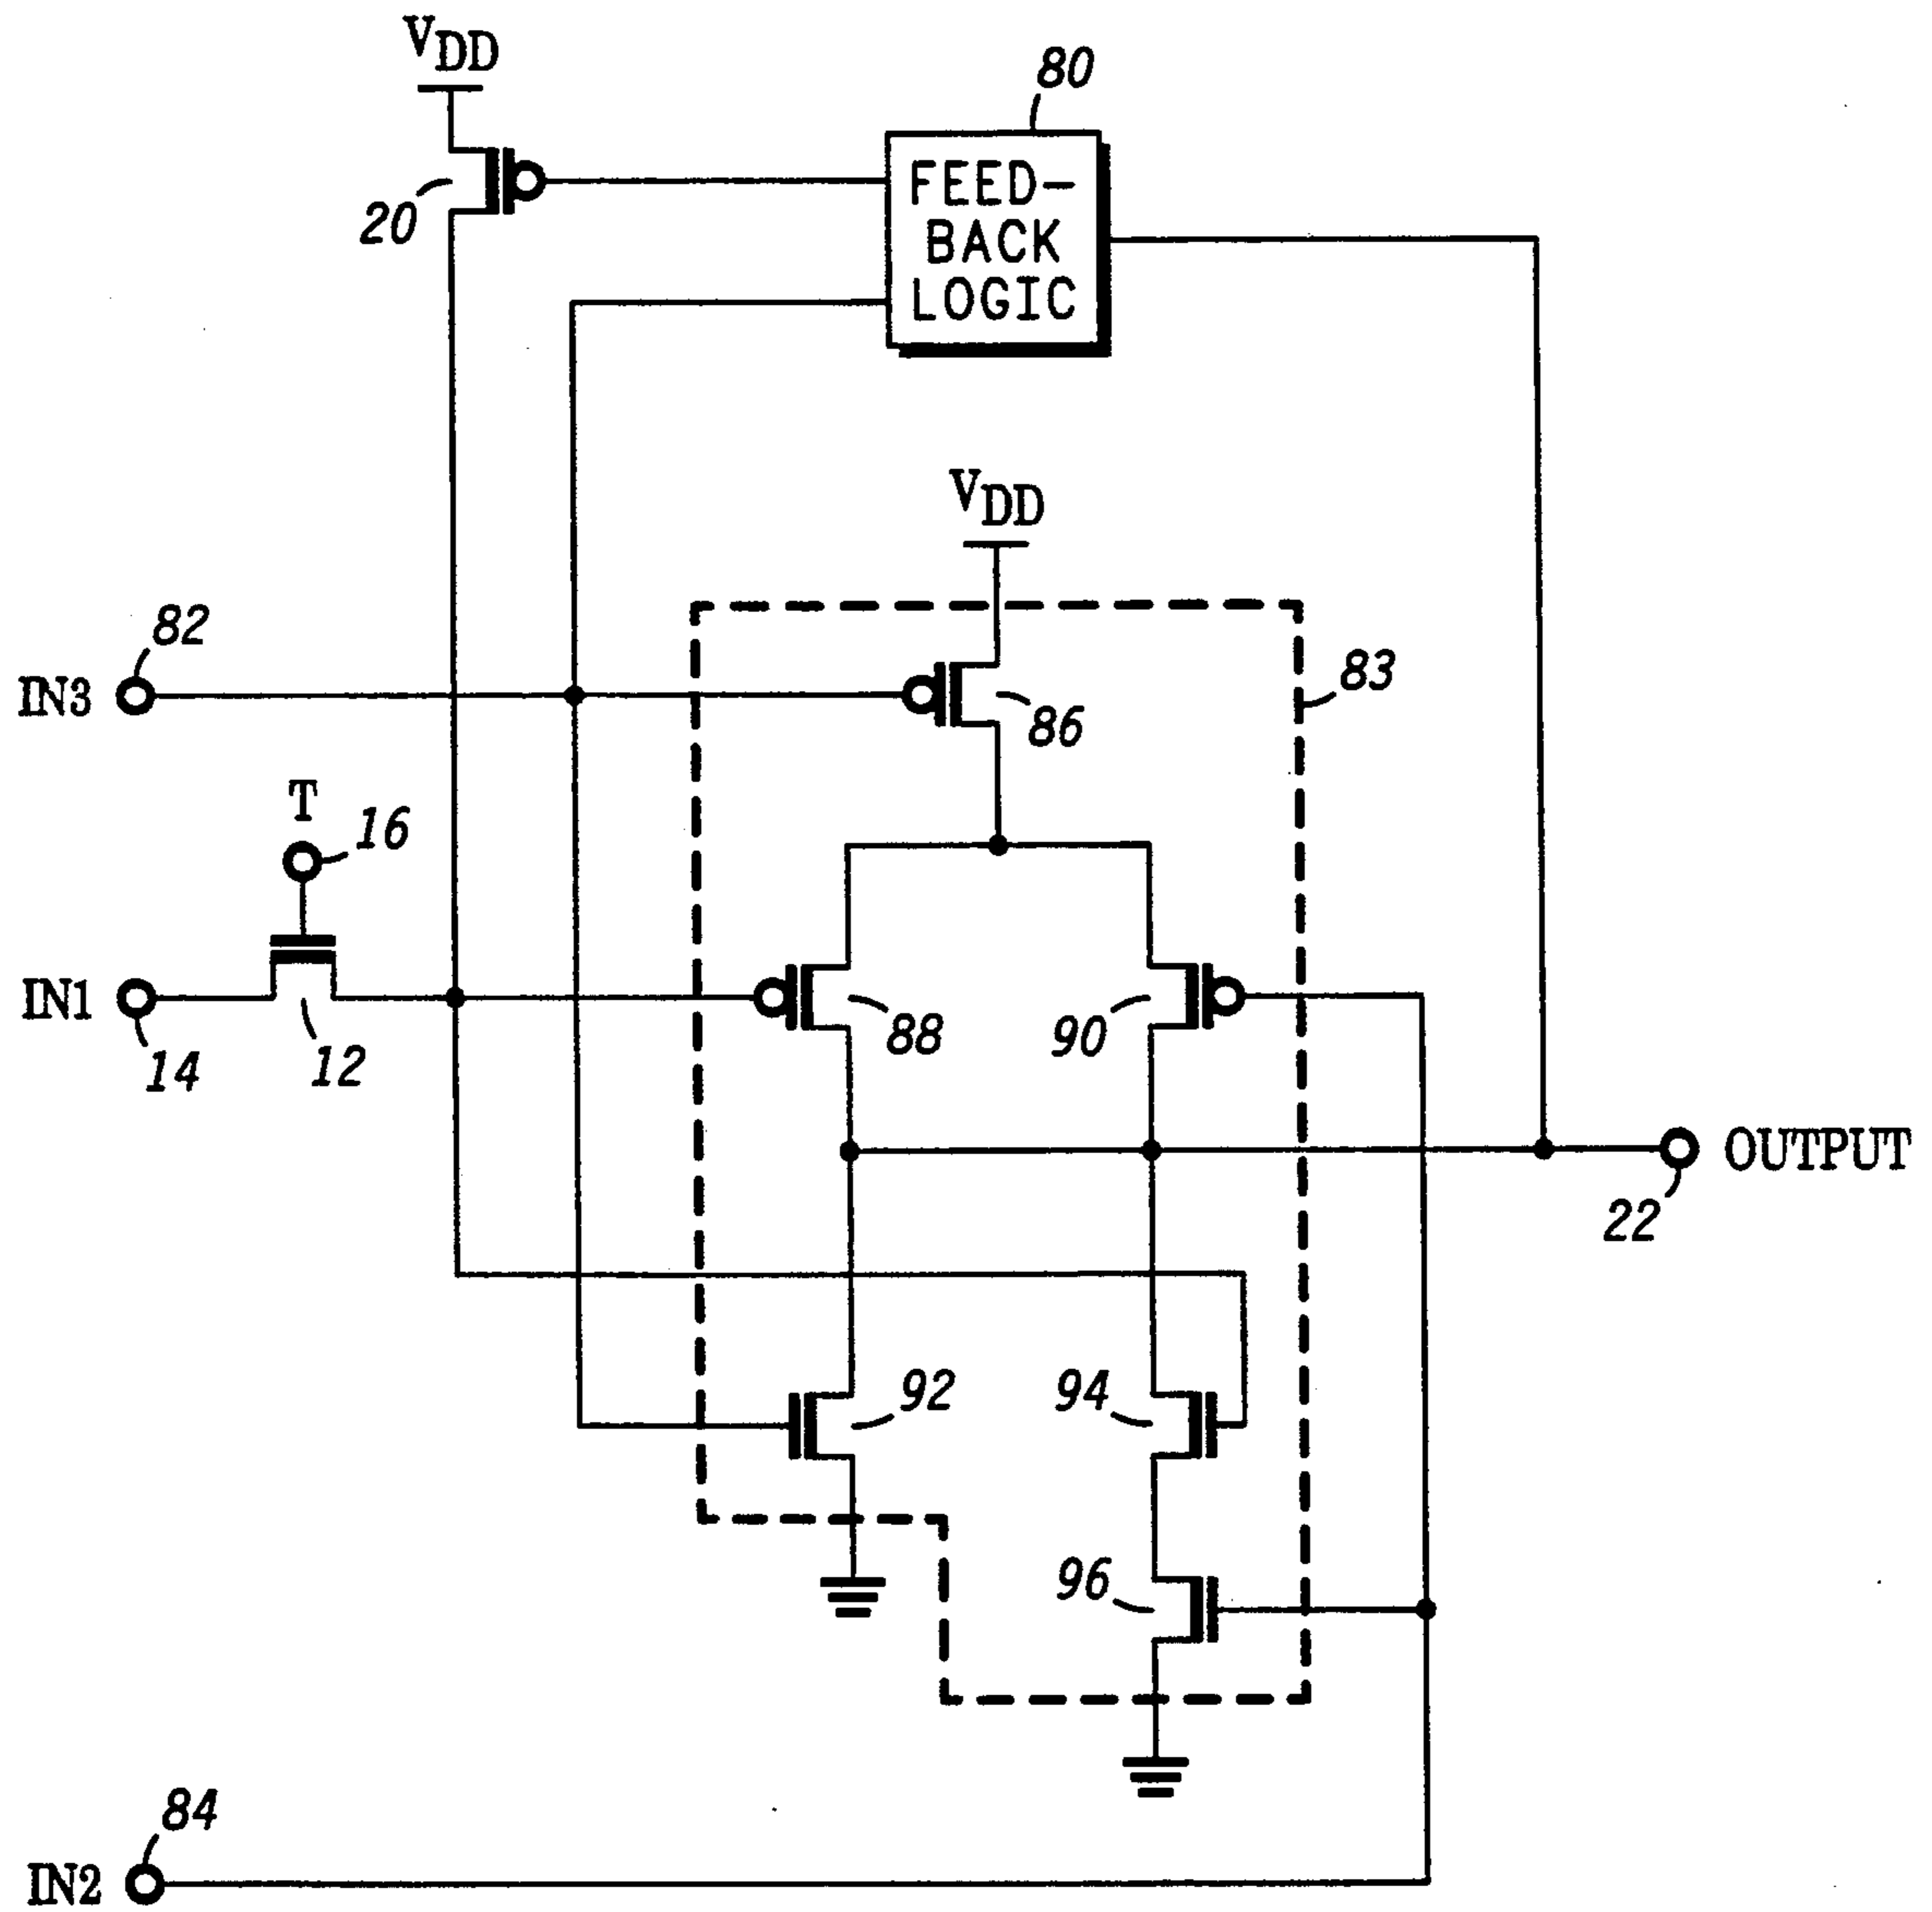 VDD
80
FEED-
BACK
LOGIC
20
VDD
82
83
IN3
86
T
16
IN1
88
90
14
12
OUTPUT
22
92
94
96
84
IN2